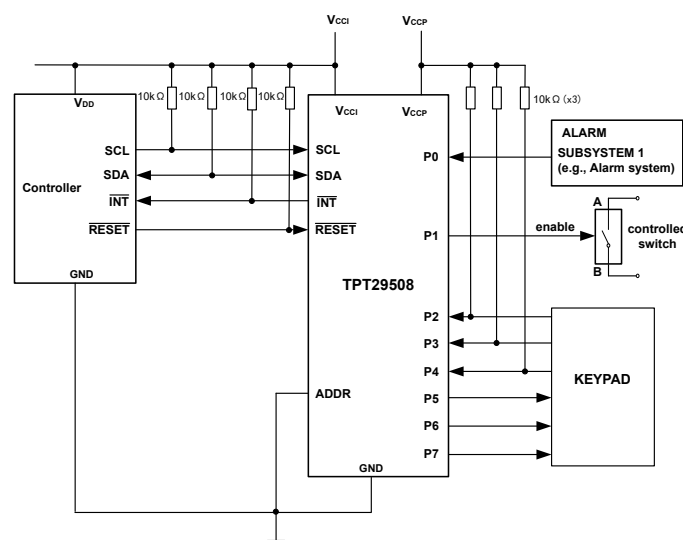 VCCI
VCCP
10kΩ
10kΩ
10kΩ
10kΩ
10kΩ (x3)
VDD
VCCI
VCCP
Controller
SCL
SDA
INT
RESET
GND
SCL
SDA
INT
RESET
TPT29508
ADDR
GND
P0
P1
P2
P3
P4
P5
P6
P7
ALARM
SUBSYSTEM 1
(e.g., Alarm system)
enable
A
B
controlled
switch
KEYPAD